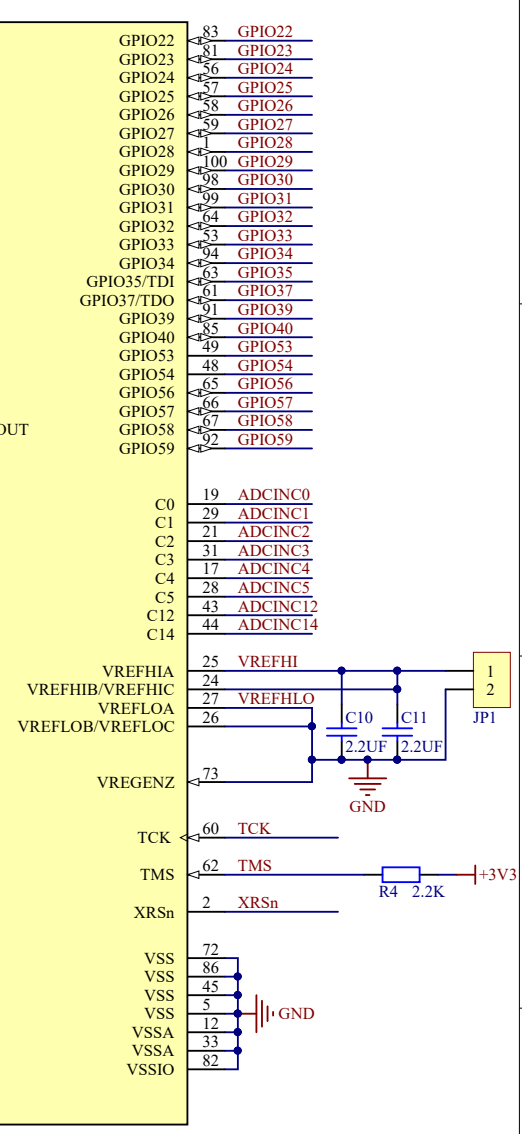 GPIO22 83 GPIO22
GPIO23 81 GPIO23
GPIO24 56 GPIO24
GPIO25 57 GPIO25
GPIO26 58 GPIO26
GPIO27 59 GPIO27
GPIO28 1 GPIO28
GPIO29 100 GPIO29
GPIO30 98 GPIO30
GPIO31 99 GPIO31
GPIO32 64 GPIO32
GPIO33 53 GPIO33
GPIO34 94 GPIO34
GPIO35/TDI 63 GPIO35
GPIO37/TDO 61 GPIO37
GPIO39 91 GPIO39
GPIO40 85 GPIO40
GPIO53 49 GPIO53
GPIO54 48 GPIO54
GPIO56 65 GPIO56
GPIO57 66 GPIO57
OUT GPIO58 67 GPIO58
GPIO59 92 GPIO59
C0 19 ADCINC0
C1 29 ADCINC1
C2 21 ADCINC2
C3 31 ADCINC3
C4 17 ADCINC4
C5 28 ADCINC5
C12 43 ADCINC12
C14 44 ADCINC14
VREFHIA 25 VREFHI 1
VREFHIB/VREFHIC 24 2
VREFLOA 27 VREFHLO
VREFLOB/VREFLOC 26 C10 C11 JP1
2.2UF 2.2UF
VREGENZ 73
GND
TCK 60 TCK
TMS 62 TMS +3V3
R4 2.2K
XRSn 2 XRSn
VSS 72
VSS 86
VSS 45
VSS 5 GND
VSSA 12
VSSA 33
VSSIO 82